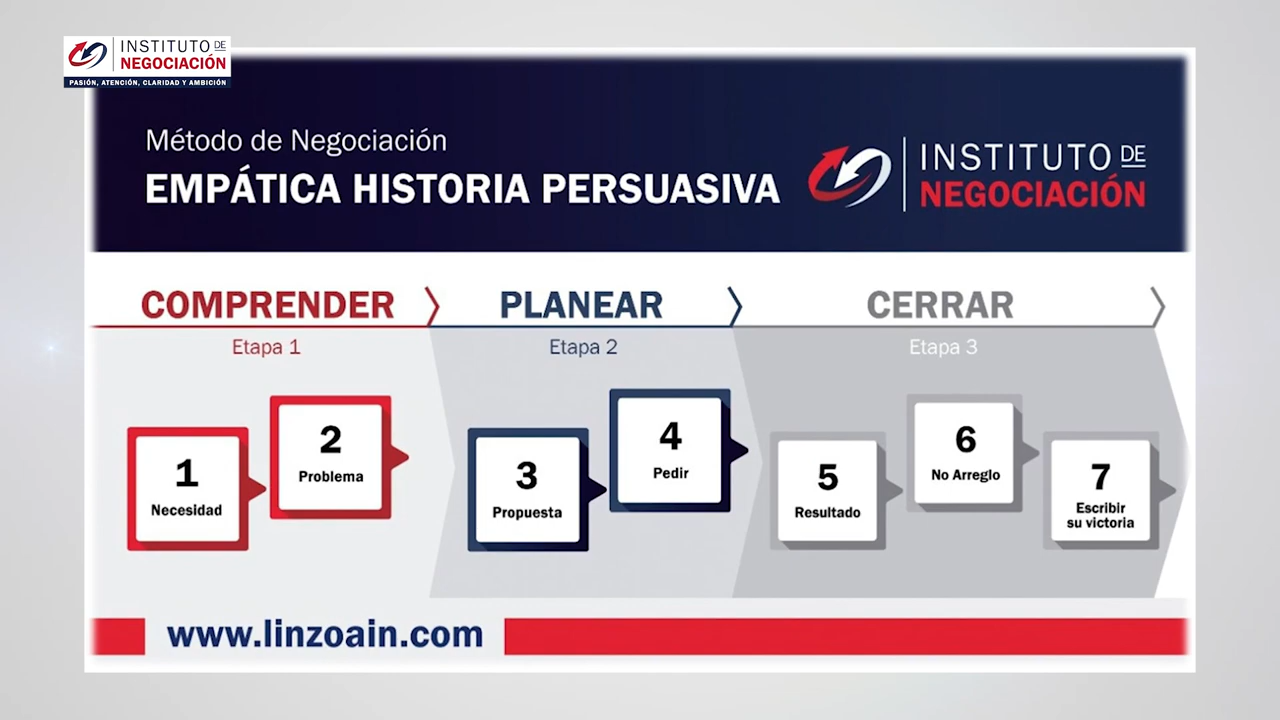 INSTITUTO DE
NEGOCIACIÓN
PASIÓN, ATENCIÓN, CLARIDAD Y AMBICIÓN
Método de Negociación
EMPÁTICA HISTORIA PERSUASIVA
INSTITUTO DE
NEGOCIACIÓN
COMPRENDER
PLANEAR
CERRAR
Etapa 1
Etapa 2
Etapa 3
1
Necesidad
2
Problema
3
Propuesta
4
Pedir
5
Resultado
6
No Arreglo
7
Escribir
su victoria
www.linzoain.com